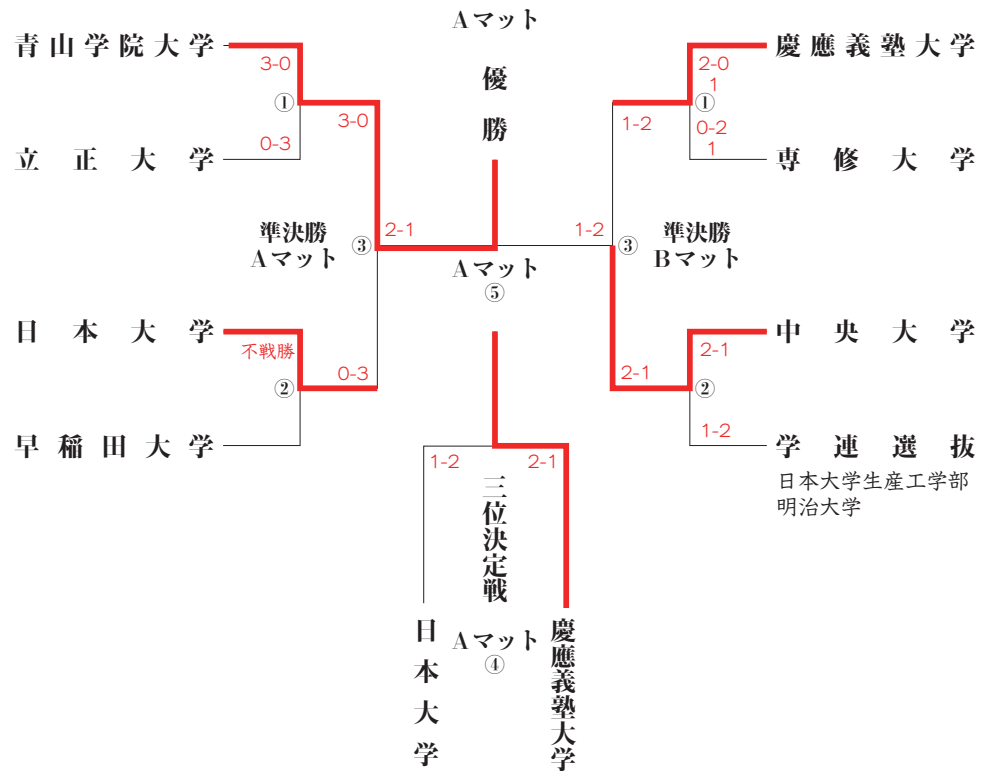 Aマット
優勝
青山学院大学
3-0
①
3-0
立正大学
0-3
準決勝
Aマット
③
2-1
日本大学
不戦勝
②
0-3
早稲田大学
慶應義塾大学
2-0
1
①
1-2
0-2
1
専修大学
1-2
③
準決勝
Bマット
中央大学
2-1
2-1
②
1-2
学連選抜
日本大学生産工学部
明治大学
Aマット
⑤
1-2
2-1
三位決定戦
Aマット
④
日本大学
慶應義塾大学